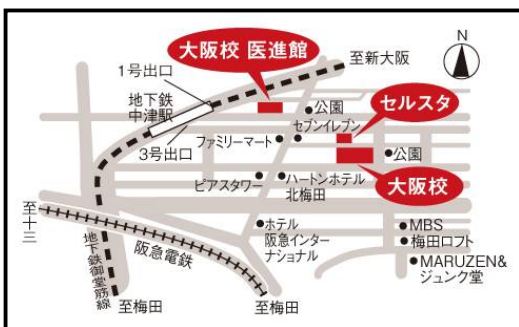 N
大阪校 医進館
至新大阪
1号出口
地下鉄
中津駅
公園
セルスタ
セブンイレブン
ファミリーマート
3号出口
公園
ピアスタワー
ハートンホテル
北梅田
大阪校
至十三
ホテル
阪急インター
ナショナル
MBS
梅田ロフト
MARUZEN&
ジュンク堂
阪急電鉄
地下鉄御堂筋線
至梅田
至梅田